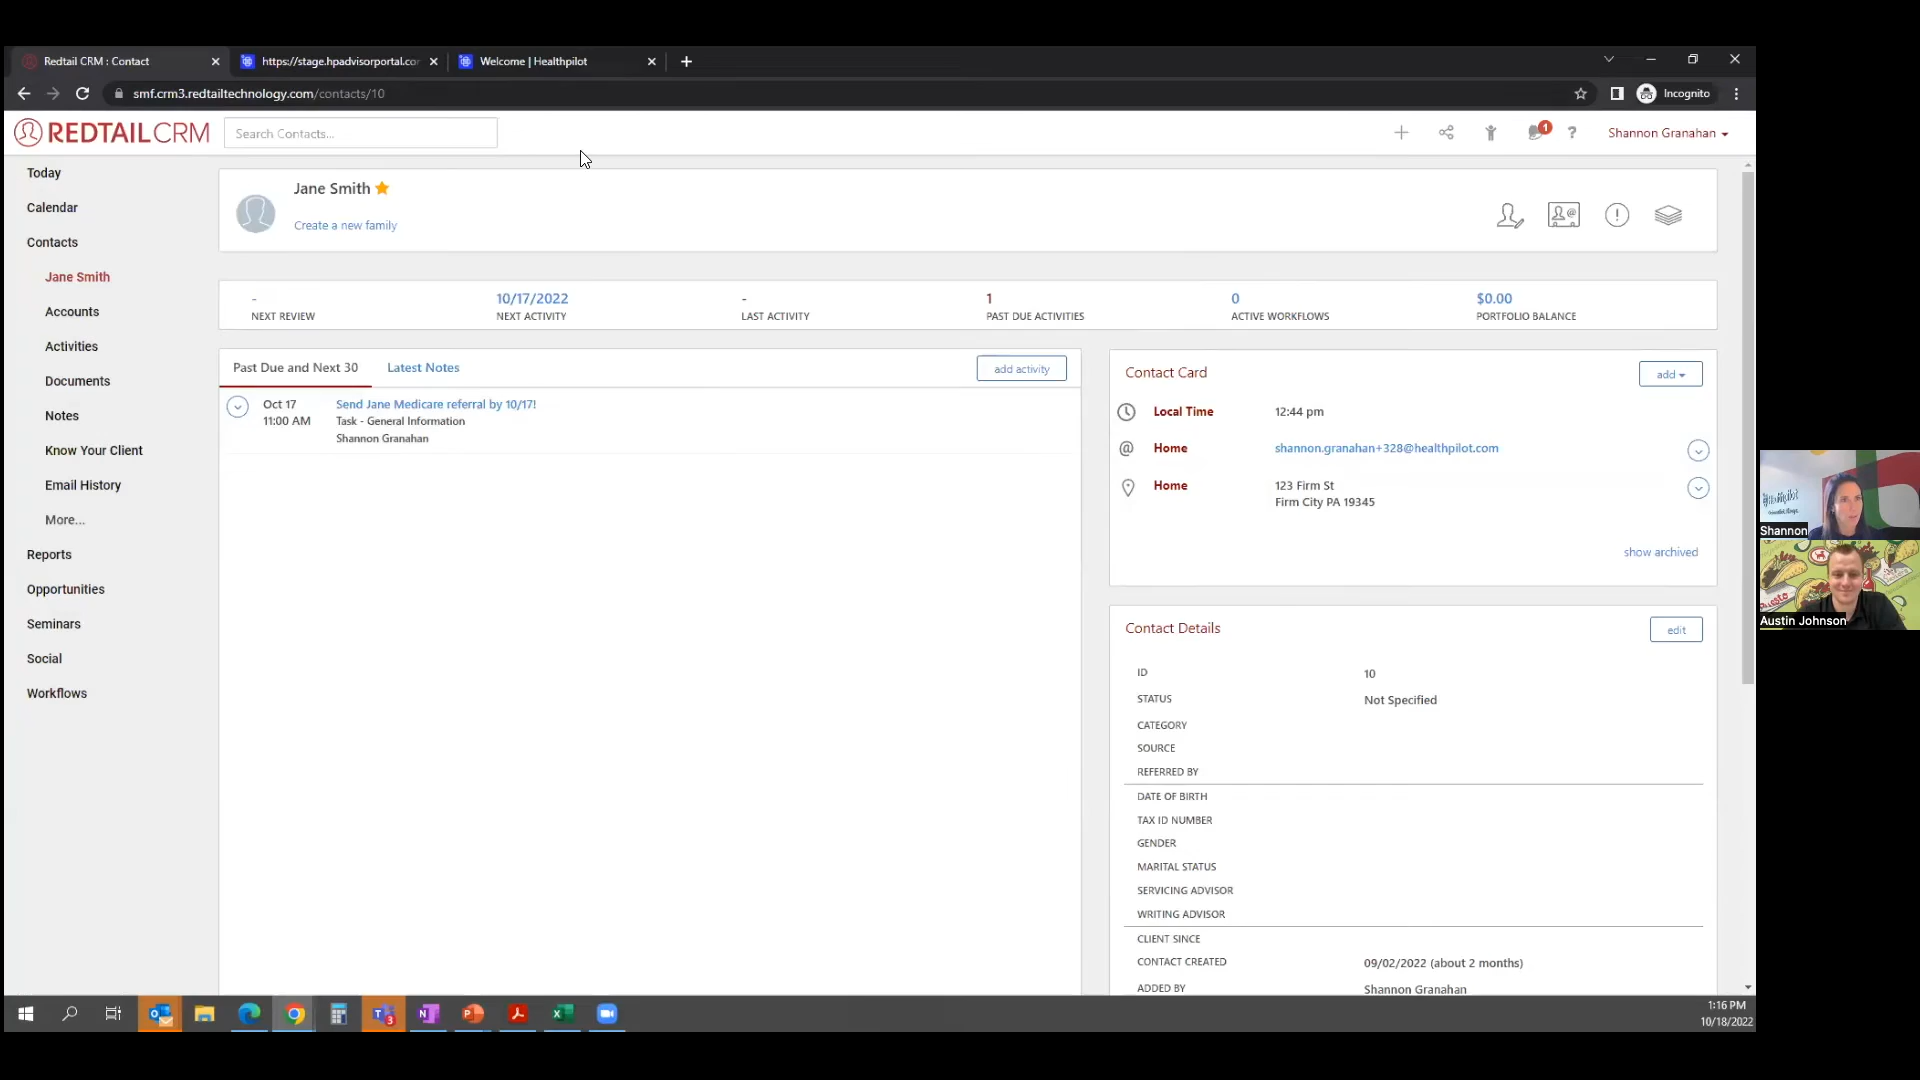 Redtail CRM : Contact
https://stage.hpadvisorportal.co
Welcome | Healthpilot
smf.crm3.redtailtechnology.com/contacts/10
Incognito
REDTAILCRM
Search Contacts...
1
?
Shannon Granahan
Today
Calendar
Contacts
Jane Smith
Accounts
Activities
Documents
Notes
Know Your Client
Email History
More...
Reports
Opportunities
Seminars
Social
Workflows
Jane Smith
Create a new family
-
NEXT REVIEW
10/17/2022
NEXT ACTIVITY
-
LAST ACTIVITY
1
PAST DUE ACTIVITIES
0
ACTIVE WORKFLOWS
$0.00
PORTFOLIO BALANCE
Past Due and Next 30
Latest Notes
add activity
Oct 17
11:00 AM
Send Jane Medicare referral by 10/17!
Task - General Information
Shannon Granahan
Contact Card
add
Local Time
12:44 pm
Home
shannon.granahan+328@healthpilot.com
Home
123 Firm St
Firm City PA 19345
show archived
Contact Details
edit
ID
10
STATUS
Not Specified
CATEGORY
SOURCE
REFERRED BY
DATE OF BIRTH
TAX ID NUMBER
GENDER
MARITAL STATUS
SERVICING ADVISOR
WRITING ADVISOR
CLIENT SINCE
CONTACT CREATED
09/02/2022 (about 2 months)
ADDED BY
Shannon Granahan
Shannon
Austin Johnson
1:16 PM
10/18/2022